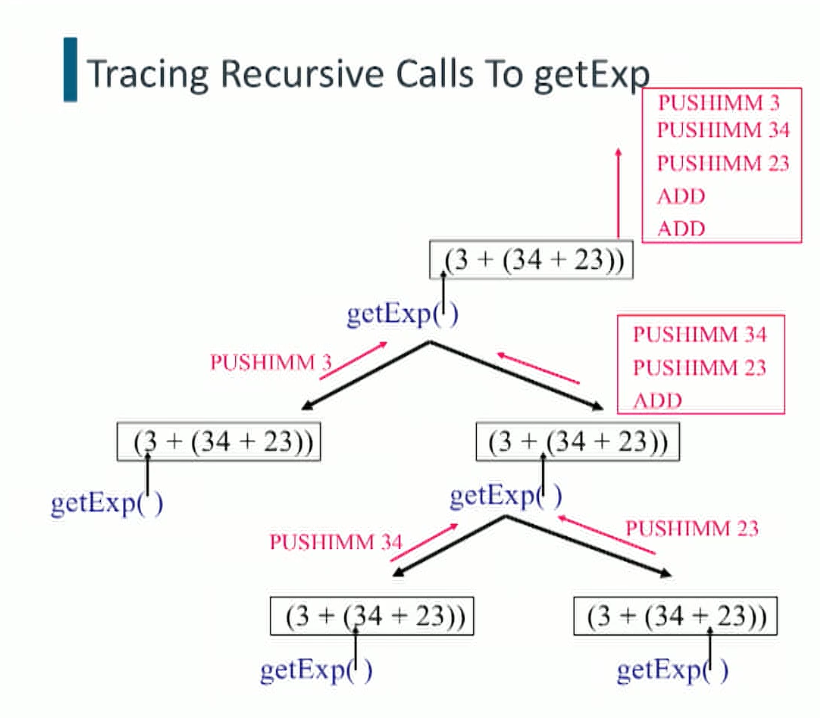 Tracing Recursive Calls To getExp
PUSHIMM 3
PUSHIMM 34
PUSHIMM 23
ADD
ADD
(3 + (34 + 23))
getExp( )
PUSHIMM 3
PUSHIMM 34
PUSHIMM 23
ADD
(3 + (34 + 23))
(3 + (34 + 23))
getExp( )
getExp( )
PUSHIMM 34
PUSHIMM 23
(3 + (34 + 23))
(3 + (34 + 23))
getExp( )
getExp( )